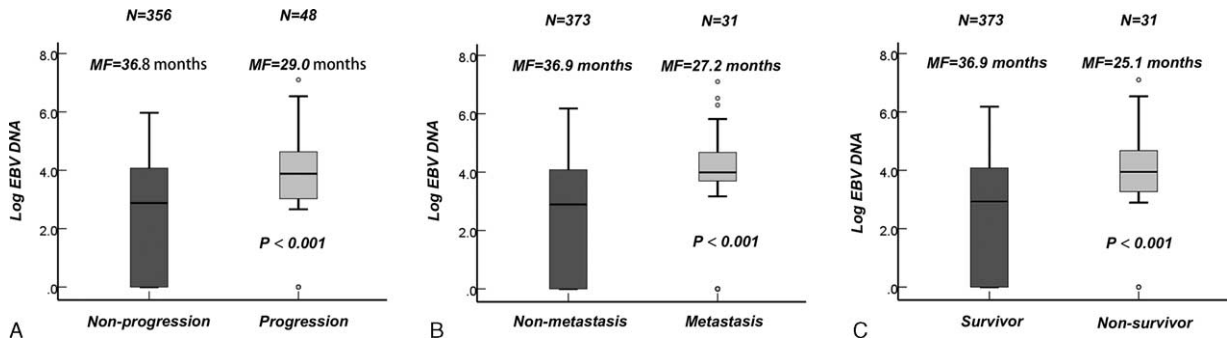 N=356 N=48
MF=36.8 months MF=29.0 months
8.0
6.0
4.0
2.0
.0
Log EBV DNA
P < 0.001
Non-progression Progression
A
N=373 N=31
MF=36.9 months MF=27.2 months
8.0
6.0
4.0
2.0
.0
Log EBV DNA
P < 0.001
Non-metastasis Metastasis
B
N=373 N=31
MF=36.9 months MF=25.1 months
8.0
6.0
4.0
2.0
.0
Log EBV DNA
P < 0.001
Survivor Non-survivor
C